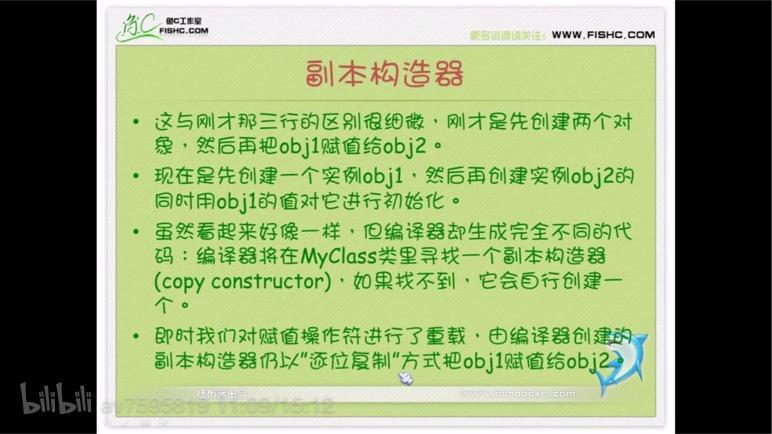 鱼C工作室
FISHC.COM
更多资源请关注：WWW.FISHC.COM
副本构造器
• 这与刚才那三行的区别很细微，刚才是先创建两个对
象，然后再把obj1赋值给obj2。
• 现在是先创建一个实例obj1，然后再创建实例obj2的
同时用obj1的值对它进行初始化。
• 虽然看起来好像一样，但编译器却生成完全不同的代
码：编译器将在MyClass类里寻找一个副本构造器
(copy constructor)，如果找不到，它会自行创建一
个。
• 即时我们对赋值操作符进行了重载，由编译器创建的
副本构造器仍以"逐位复制"方式把obj1赋值给obj2。
bilibili av7595819 11:09/15:12